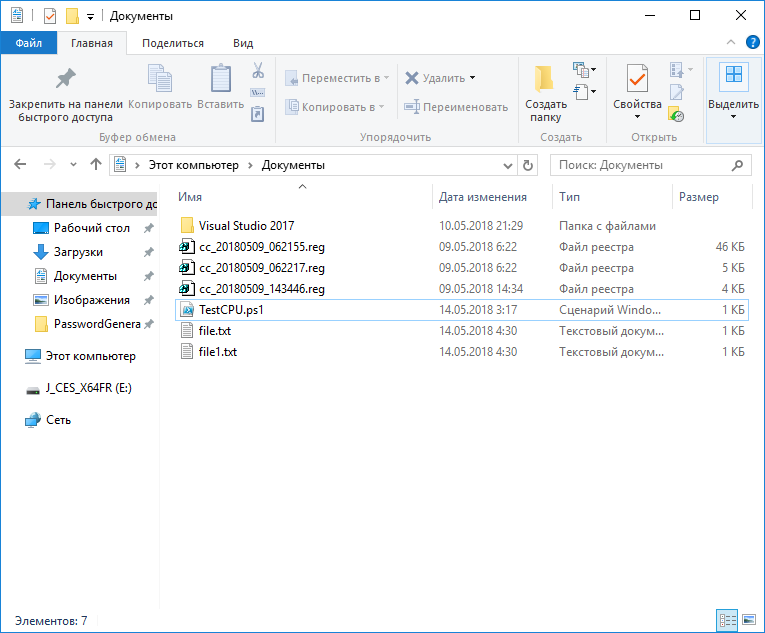 Документы
Файл Главная Поделиться Вид
Закрепить на панели быстрого доступа
Копировать
Вставить
Буфер обмена
Переместить в
Копировать в
Удалить
Переименовать
Упорядочить
Создать папку
Создать
Свойства
Открыть
Выделить
Этот компьютер Документы
Поиск: Документы
Панель быстрого до
Рабочий стол
Загрузки
Документы
Изображения
PasswordGenera
Этот компьютер
J_CES_X64FR (E:)
Сеть
Имя Дата изменения Тип Размер
Visual Studio 2017 10.05.2018 21:29 Папка с файлами
cc_20180509_062155.reg 09.05.2018 6:22 Файл реестра 46 КБ
cc_20180509_062217.reg 09.05.2018 6:22 Файл реестра 5 КБ
cc_20180509_143446.reg 09.05.2018 14:34 Файл реестра 4 КБ
TestCPU.ps1 14.05.2018 3:17 Сценарий Windo... 1 КБ
file.txt 14.05.2018 4:30 Текстовый докум... 1 КБ
file1.txt 14.05.2018 4:30 Текстовый докум... 1 КБ
Элементов: 7